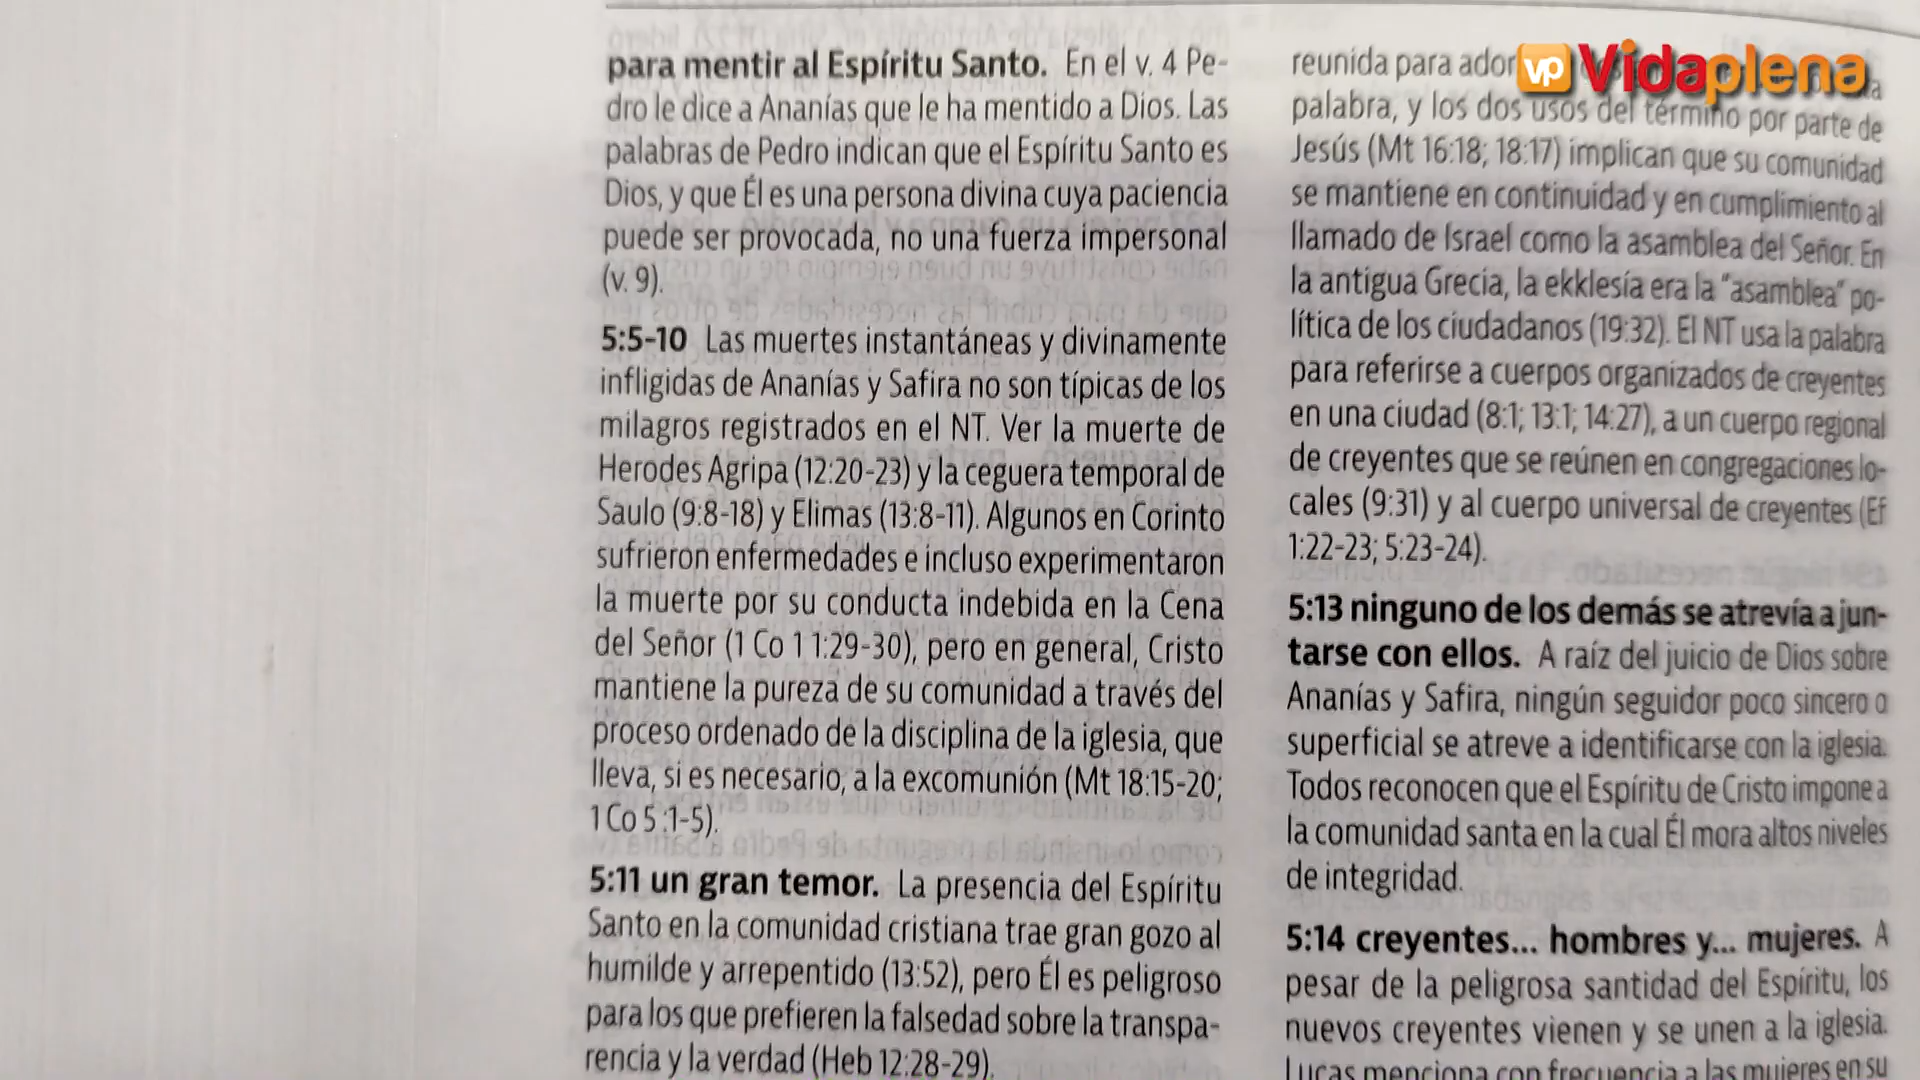 para mentir al Espíritu Santo. En el v. 4 Pe-
dro le dice a Ananías que le ha mentido a Dios. Las
palabras de Pedro indican que el Espíritu Santo es
Dios, y que Él es una persona divina cuya paciencia
puede ser provocada, no una fuerza impersonal
(v. 9).
5:5-10 Las muertes instantáneas y divinamente
infligidas de Ananías y Safira no son típicas de los
milagros registrados en el NT. Ver la muerte de
Herodes Agripa (12:20-23) y la ceguera temporal de
Saulo (9:8-18) y Elimas (13:8-11). Algunos en Corinto
sufrieron enfermedades e incluso experimentaron
la muerte por su conducta indebida en la Cena
del Señor (1 Co 11:29-30), pero en general, Cristo
mantiene la pureza de su comunidad a través del
proceso ordenado de la disciplina de la iglesia, que
lleva, si es necesario, a la excomunión (Mt 18:15-20;
1 Co 5:1-5).
5:11 un gran temor. La presencia del Espíritu
Santo en la comunidad cristiana trae gran gozo al
humilde y arrepentido (13:52), pero Él es peligroso
para los que prefieren la falsedad sobre la transpa-
rencia y la verdad (Heb 12:28-29).
reunida para ador
palabra, y los dos usos del término por parte de
Jesús (Mt 16:18; 18:17) implican que su comunidad
se mantiene en continuidad y en cumplimiento al
llamado de Israel como la asamblea del Señor. En
la antigua Grecia, la ekklesía era la "asamblea" po-
lítica de los ciudadanos (19:32). El NT usa la palabra
para referirse a cuerpos organizados de creyentes
en una ciudad (8:1; 13:1; 14:27), a un cuerpo regional
de creyentes que se reúnen en congregaciones lo-
cales (9:31) y al cuerpo universal de creyentes (Ef
1:22-23; 5:23-24).
5:13 ninguno de los demás se atrevía a jun-
tarse con ellos. A raíz del juicio de Dios sobre
Ananías y Safira, ningún seguidor poco sincero o
superficial se atreve a identificarse con la iglesia.
Todos reconocen que el Espíritu de Cristo impone a
la comunidad santa en la cual Él mora altos niveles
de integridad.
5:14 creyentes... hombres y... mujeres. A
pesar de la peligrosa santidad del Espíritu, los
nuevos creyentes vienen y se unen a la iglesia.
Lucas menciona con frecuencia a las mujeres en su
vp Vidaplena